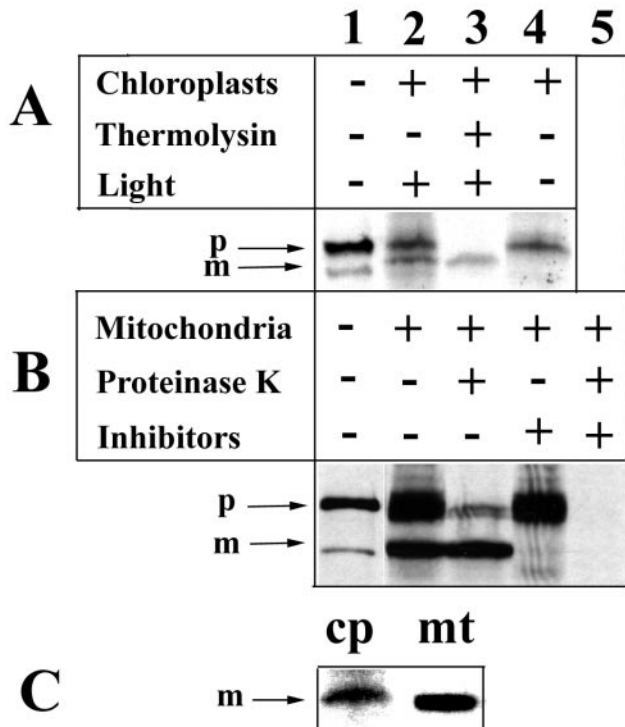 1 2 3 4 5
A
Chloroplasts - + + +
Thermolysin - - + -
Light - + + -
p
m
B
Mitochondria - + + + +
Proteinase K - - + - +
Inhibitors - - - + +
p
m
cp mt
C
m